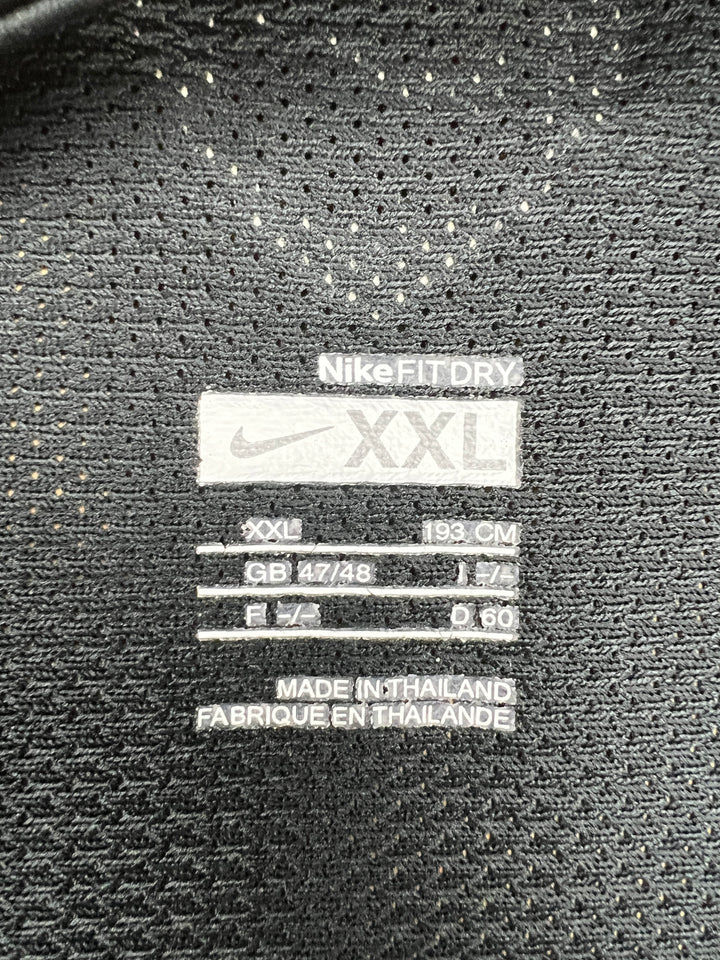 Nike FIT DRY
XXL
XXL 193 CM
GB 47/48 I -/-
F -/- D 60
MADE IN THAILAND
FABRIQUE EN THAILANDE